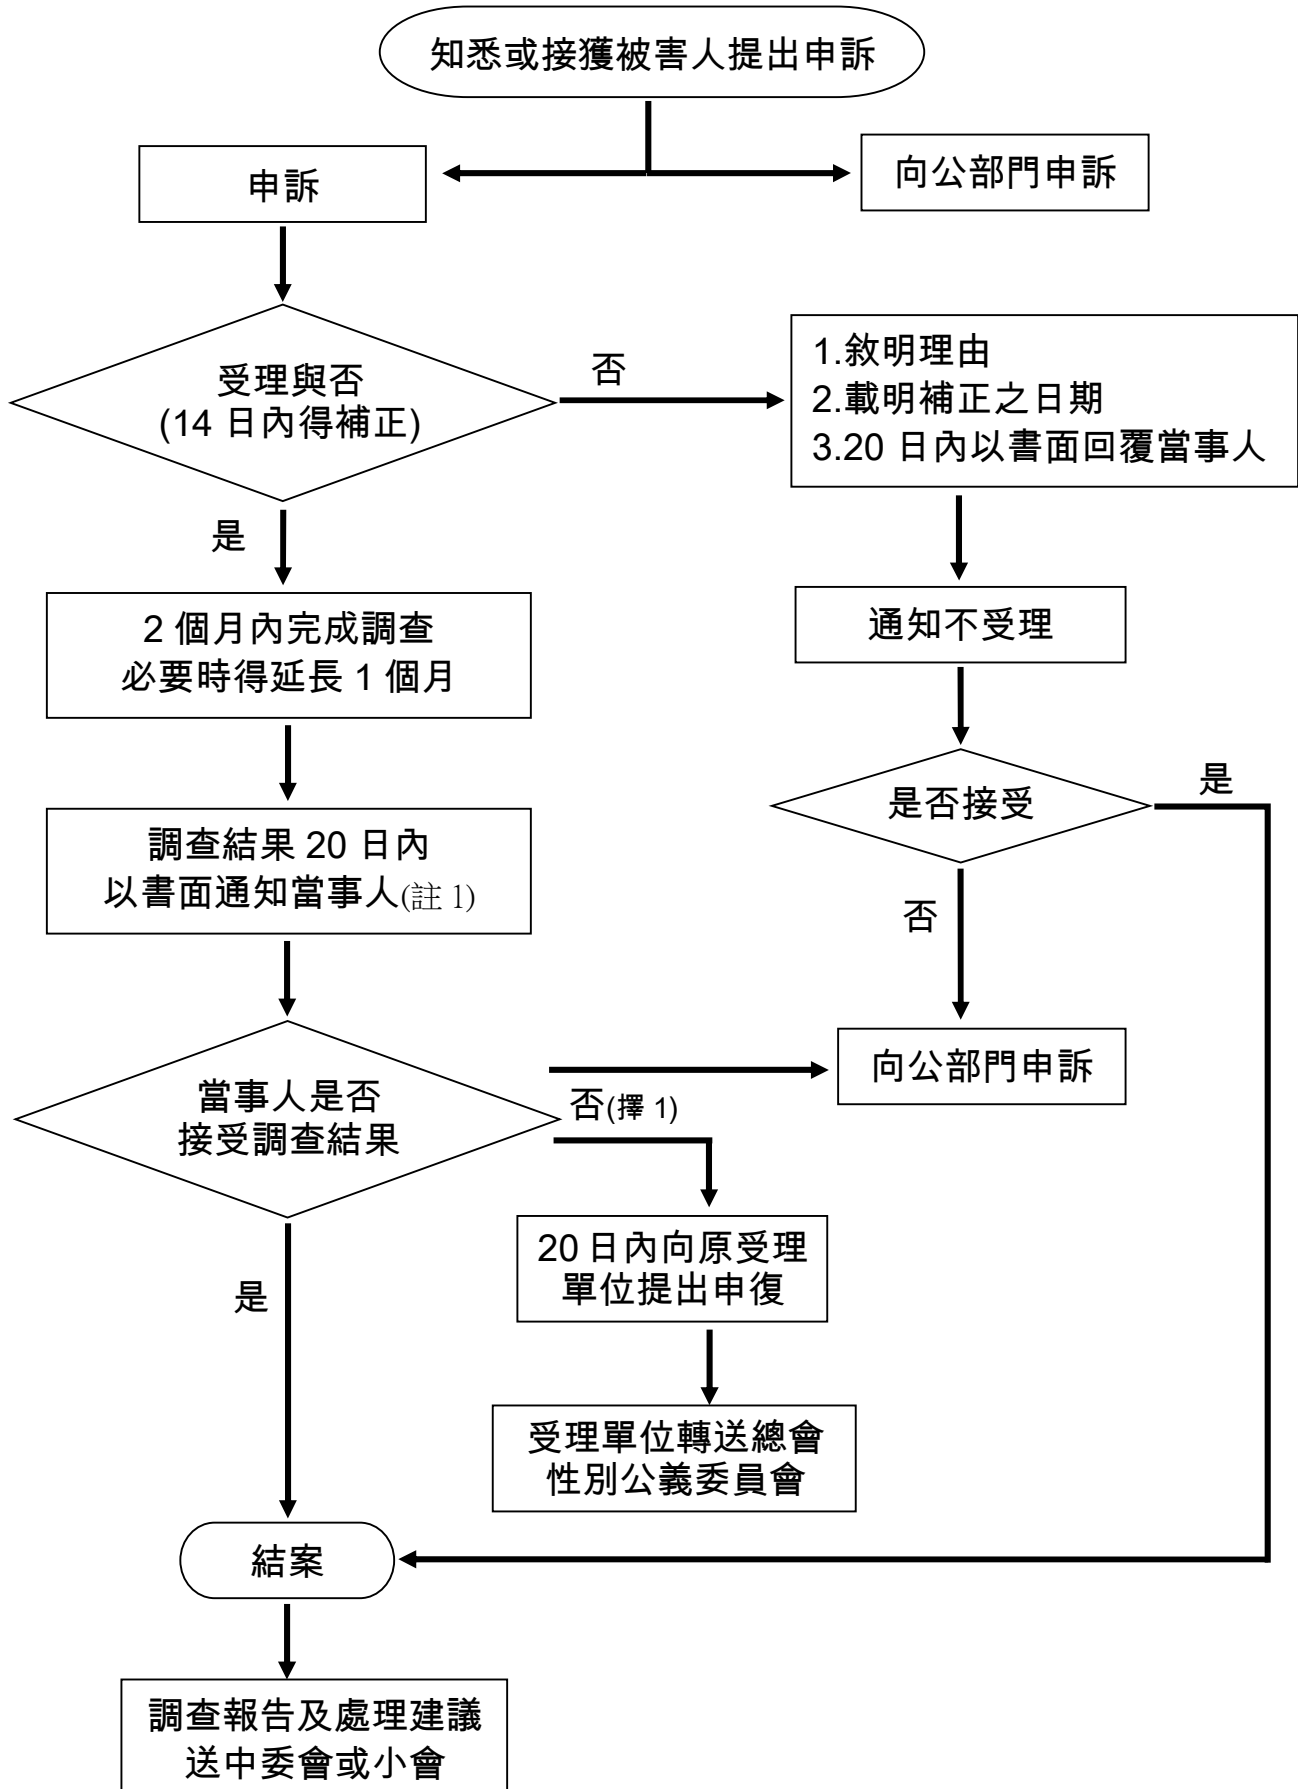 知悉或接獲被害人提出申訴
申訴
向公部門申訴
受理與否
(14 日內得補正)
否
1.敘明理由
2.載明補正之日期
3.20 日內以書面回覆當事人
是
2 個月內完成調查
必要時得延長 1 個月
通知不受理
是否接受
是
調查結果 20 日內
以書面通知當事人(註 1)
否
向公部門申訴
當事人是否
接受調查結果
否(擇 1)
20 日內向原受理
單位提出申復
是
受理單位轉送總會
性別公義委員會
結案
調查報告及處理建議
送中委會或小會